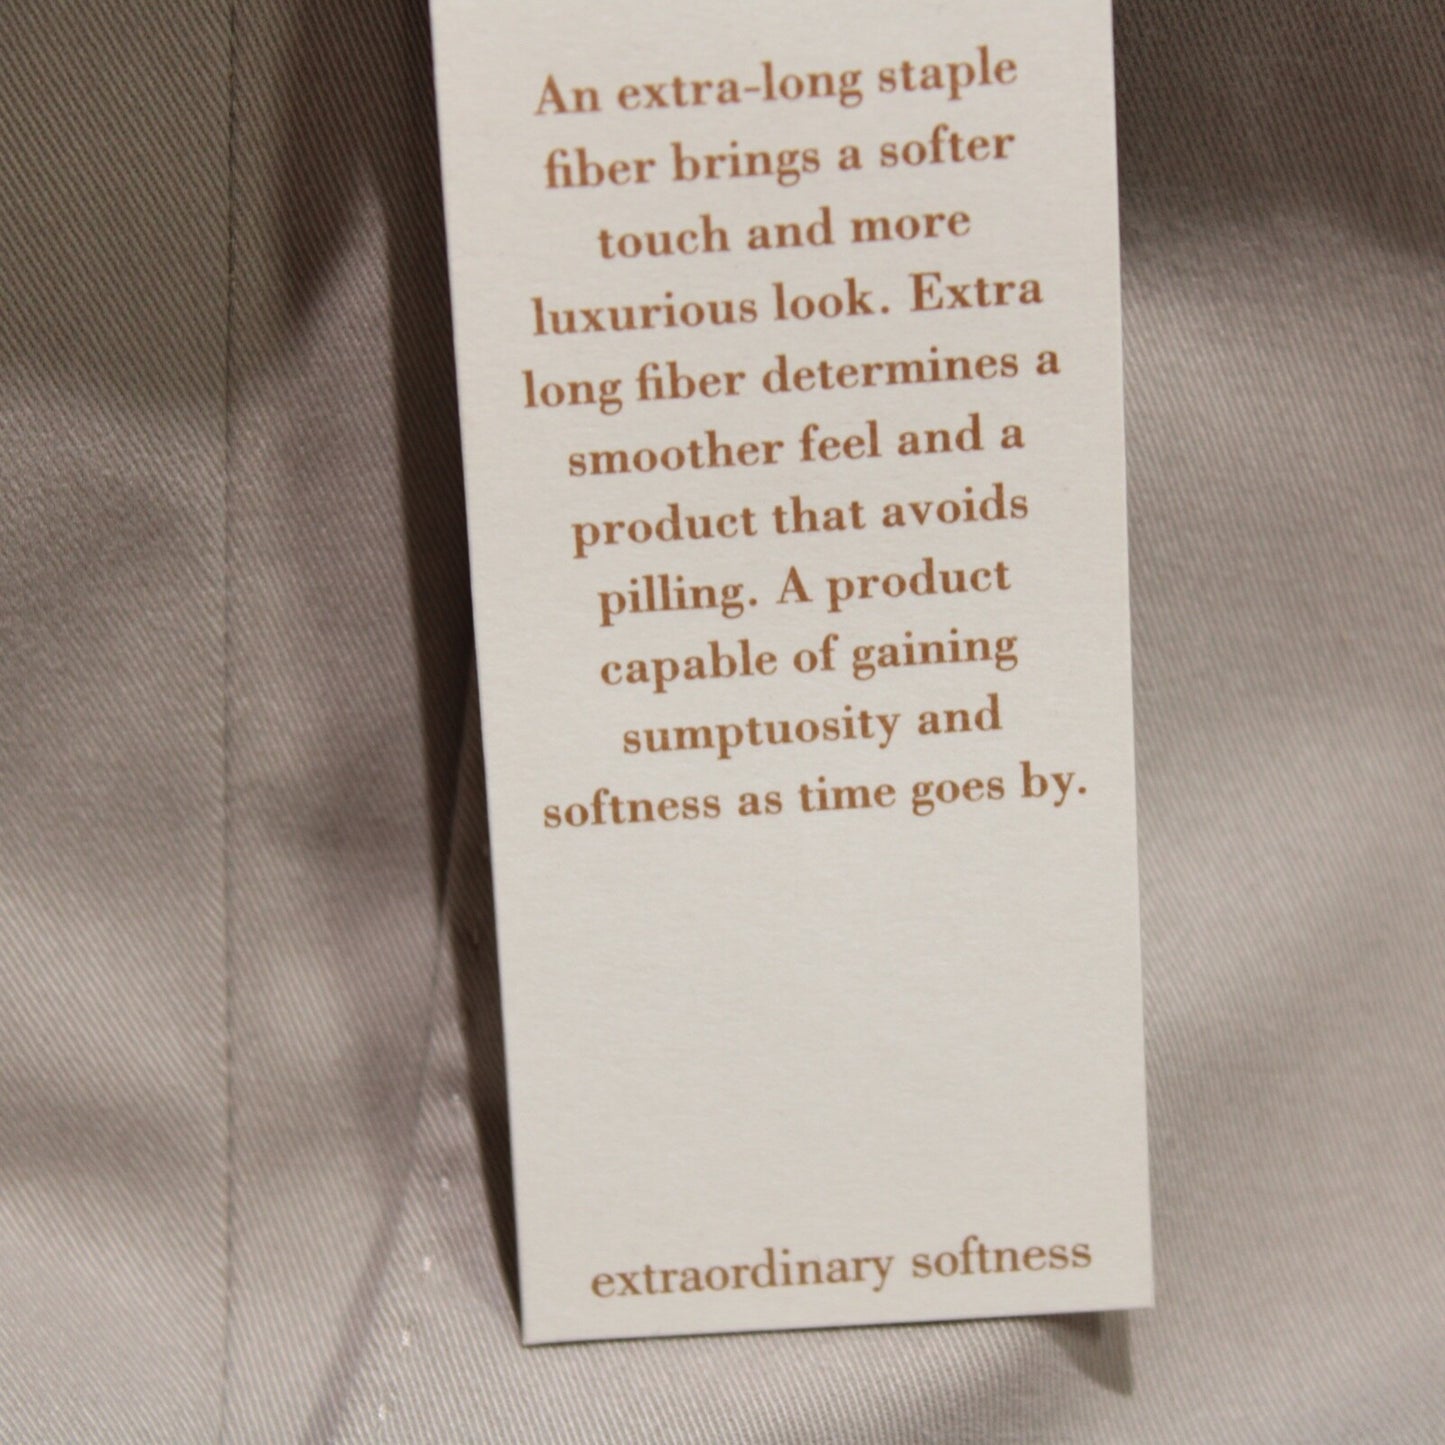 An extra-long staple
fiber brings a softer
touch and more
luxurious look. Extra
long fiber determines a
smoother feel and a
product that avoids
pilling. A product
capable of gaining
sumptuosity and
softness as time goes by.
extraordinary softness